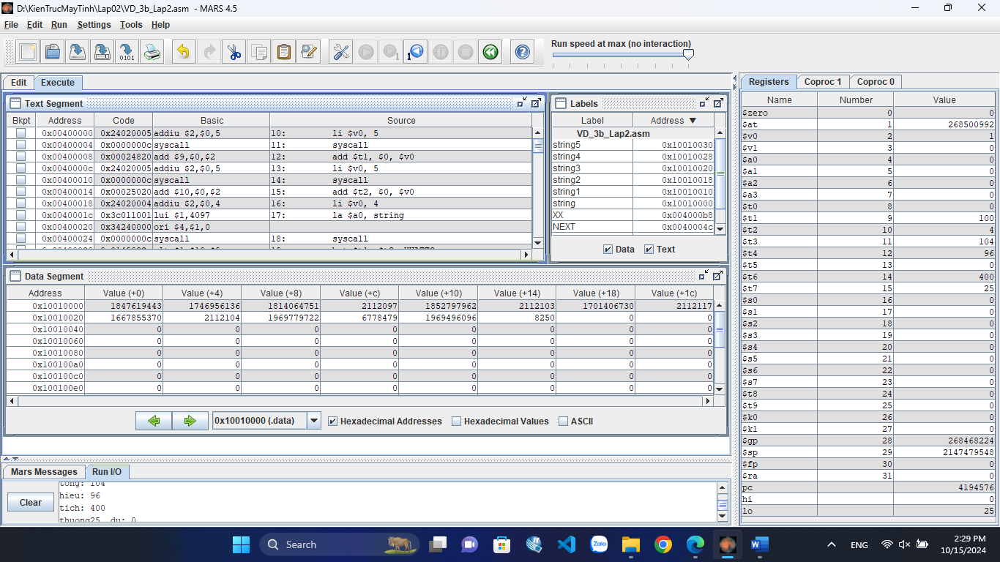 D:\KienTrucMayTinh\Lap02\VD_3b_Lap2.asm - MARS 4.5
File Edit Run Settings Tools Help
Run speed at max (no interaction)
Edit Execute
Text Segment
Bkpt Address Code Basic Source
0x00400000 0x24020005 addiu $2,$0,5 10: li $v0, 5
0x00400004 0x0000000c syscall 11: syscall
0x00400008 0x00024820 add $9,$0,$2 12: add $t1, $0, $v0
0x0040000c 0x24020005 addiu $2,$0,5 13: li $v0, 5
0x00400010 0x0000000c syscall 14: syscall
0x00400014 0x00025020 add $10,$0,$2 15: add $t2, $0, $v0
0x00400018 0x24020004 addiu $2,$0,4 16: li $v0, 4
0x0040001c 0x3c011001 lui $1,4097 17: la $a0, string
0x00400020 0x34240000 ori $4,$1,0
0x00400024 0x0000000c syscall 18: syscall
Labels
Label Address ▼
VD_3b_Lap2.asm
string5 0x10010030
string4 0x10010028
string3 0x10010020
string2 0x10010018
string1 0x10010010
string 0x10010000
XX 0x004000b8
NEXT 0x0040004c
Data Text
Data Segment
Address Value (+0) Value (+4) Value (+8) Value (+c) Value (+10) Value (+14) Value (+18) Value (+1c)
0x10010000 1847619443 1746956136 1814064751 2112097 1852797962 2112103 1701406730 2112117
0x10010020 1667855370 2112104 1969779722 6778479 1969496096 8250 0 0
0x10010040 0 0 0 0 0 0 0 0
0x10010060 0 0 0 0 0 0 0 0
0x10010080 0 0 0 0 0 0 0 0
0x100100a0 0 0 0 0 0 0 0 0
0x100100c0 0 0 0 0 0 0 0 0
0x100100e0 0 0 0 0 0 0 0 0
0x10010000 (.data) Hexadecimal Addresses Hexadecimal Values ASCII
Mars Messages Run I/O
Clear
tong: 104
hieu: 96
tich: 400
thuong25 du: 0
Registers Coproc 1 Coproc 0
Name Number Value
$zero 0 0
$at 1 268500992
$v0 2 1
$v1 3 0
$a0 4 0
$a1 5 0
$a2 6 0
$a3 7 0
$t0 8 0
$t1 9 100
$t2 10 4
$t3 11 104
$t4 12 96
$t5 13 0
$t6 14 400
$t7 15 25
$s0 16 0
$s1 17 0
$s2 18 0
$s3 19 0
$s4 20 0
$s5 21 0
$s6 22 0
$s7 23 0
$t8 24 0
$t9 25 0
$k0 26 0
$k1 27 0
$gp 28 268468224
$sp 29 2147479548
$fp 30 0
$ra 31 0
pc 4194576
hi 0
lo 25
Search
Zalo
ENG
2:29 PM
10/15/2024